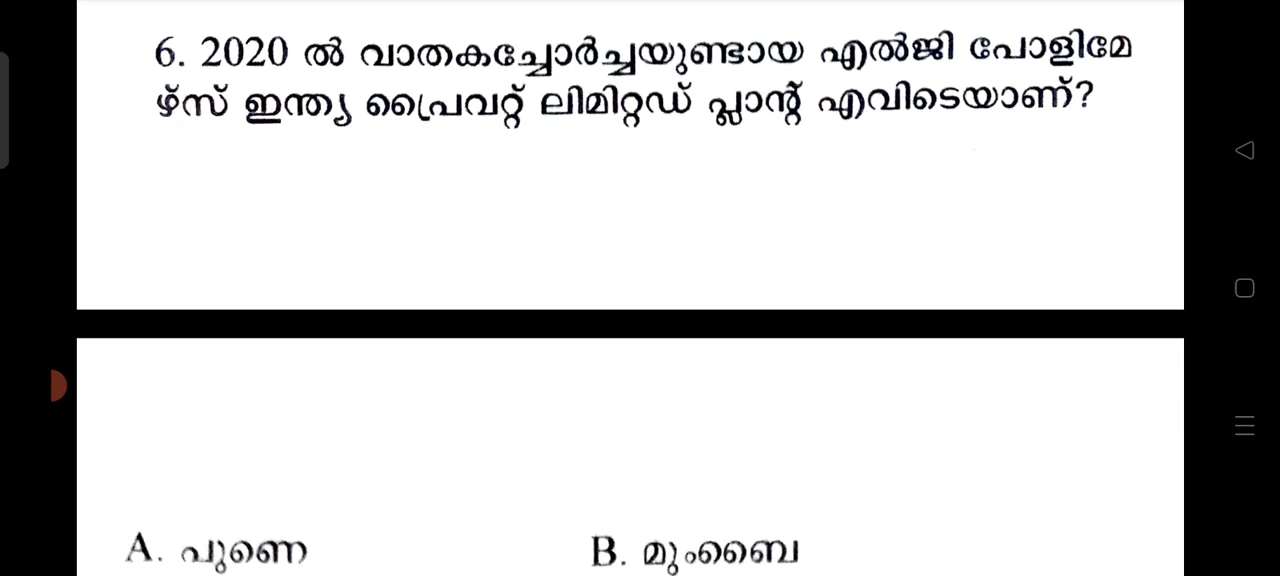 6. 2020 ൽ വാതകച്ചോർച്ചയുണ്ടായ എൽജി പോളിമേ
ഴ്സ് ഇന്ത്യ പ്രൈവറ്റ് ലിമിറ്റഡ് പ്ലാന്റ് എവിടെയാണ്?
A. പുണെ
B. മുംബൈ